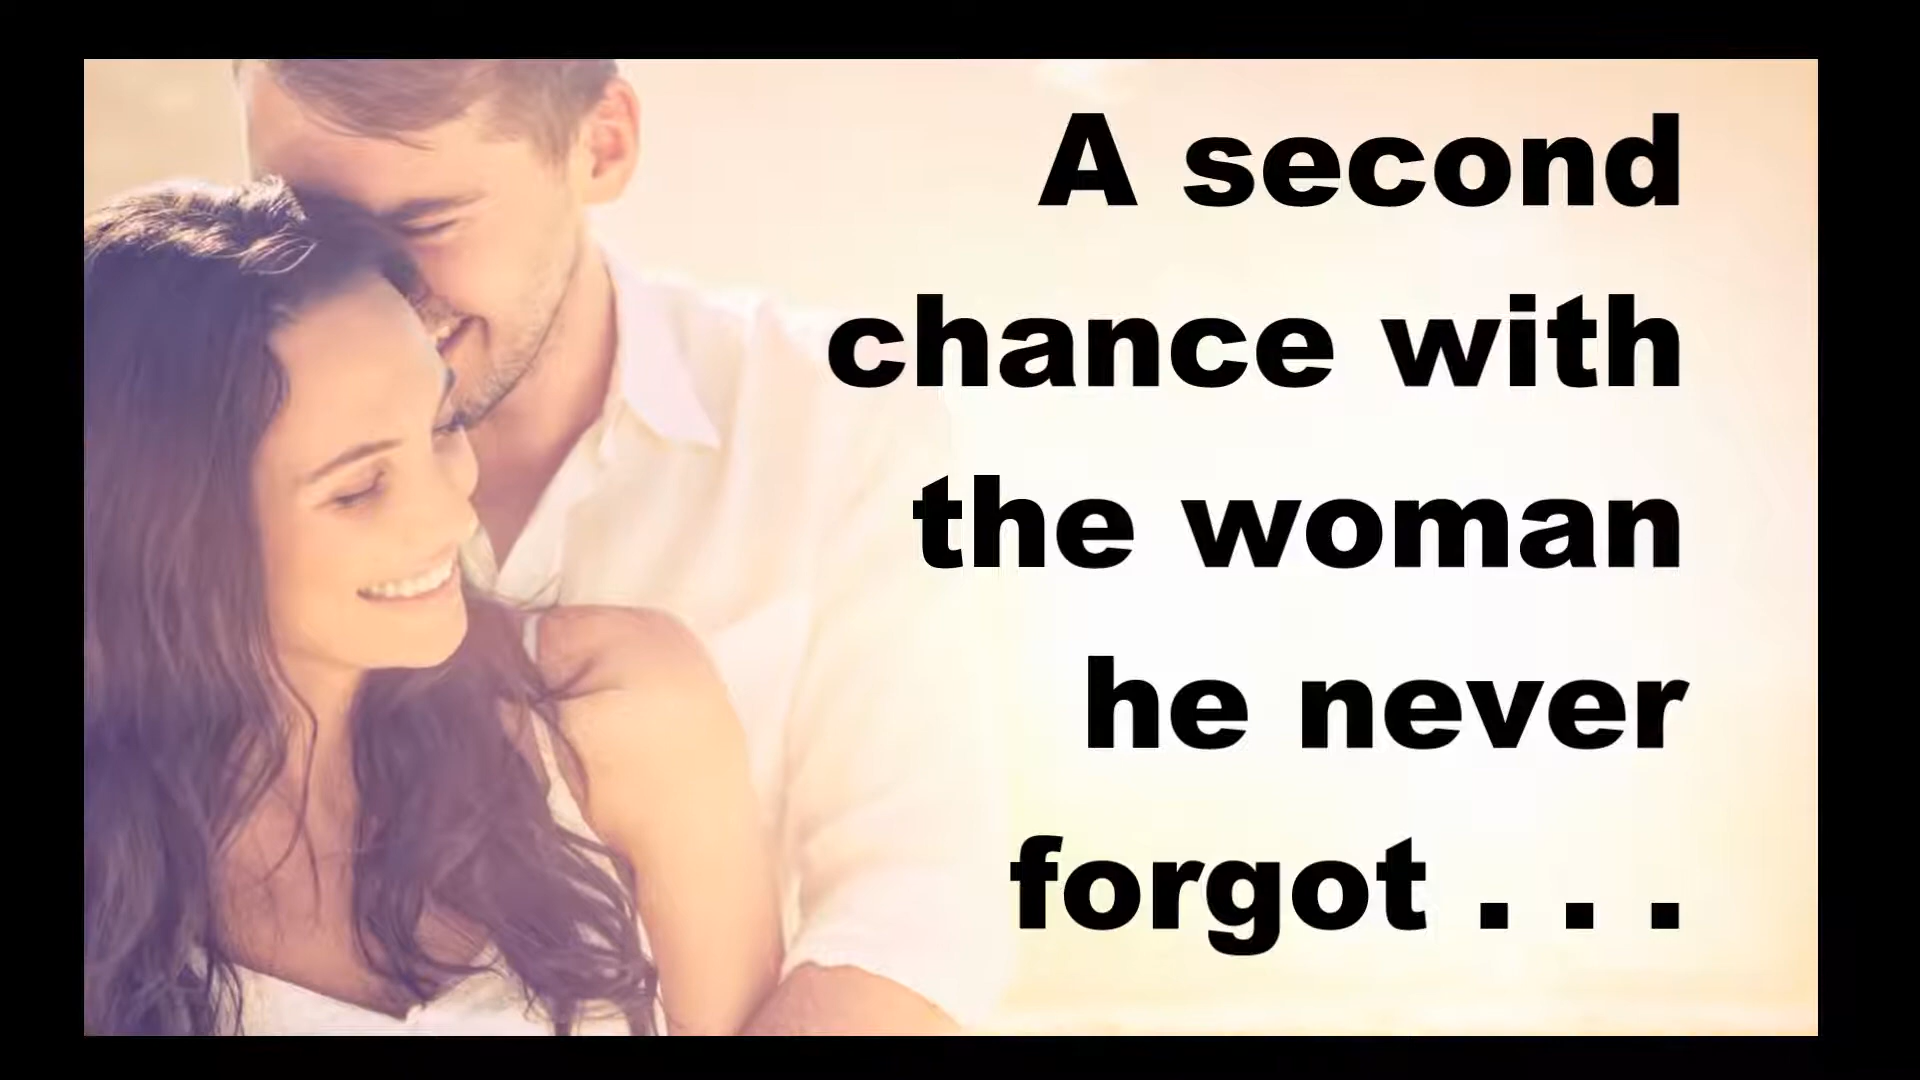 A second
chance with
the woman
he never
forgot . . .